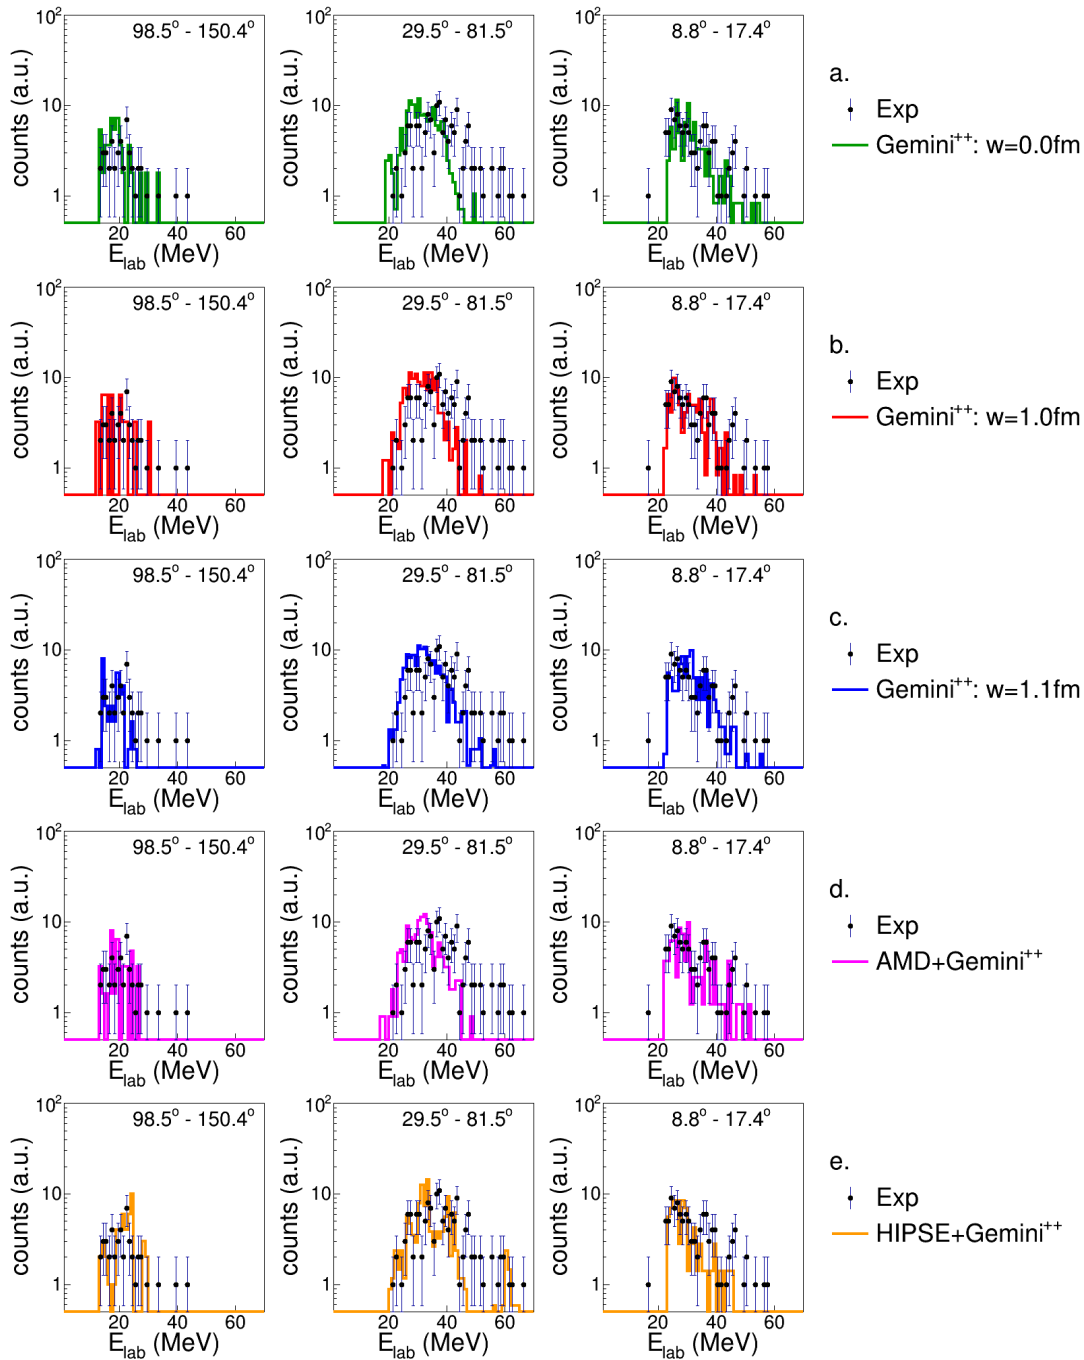 98.5° - 150.4°
29.5° - 81.5°
8.8° - 17.4°
counts (a.u.)
counts (a.u.)
counts (a.u.)
10²
10
1
10²
10
1
10²
10
1
20 40 60
20 40 60
20 40 60
E_lab (MeV)
E_lab (MeV)
E_lab (MeV)
a.
Exp
Gemini⁺⁺: w=0.0fm
98.5° - 150.4°
29.5° - 81.5°
8.8° - 17.4°
counts (a.u.)
counts (a.u.)
counts (a.u.)
10²
10
1
10²
10
1
10²
10
1
20 40 60
20 40 60
20 40 60
E_lab (MeV)
E_lab (MeV)
E_lab (MeV)
b.
Exp
Gemini⁺⁺: w=1.0fm
98.5° - 150.4°
29.5° - 81.5°
8.8° - 17.4°
counts (a.u.)
counts (a.u.)
counts (a.u.)
10²
10
1
10²
10
1
10²
10
1
20 40 60
20 40 60
20 40 60
E_lab (MeV)
E_lab (MeV)
E_lab (MeV)
c.
Exp
Gemini⁺⁺: w=1.1fm
98.5° - 150.4°
29.5° - 81.5°
8.8° - 17.4°
counts (a.u.)
counts (a.u.)
counts (a.u.)
10²
10
1
10²
10
1
10²
10
1
20 40 60
20 40 60
20 40 60
E_lab (MeV)
E_lab (MeV)
E_lab (MeV)
d.
Exp
AMD+Gemini⁺⁺
98.5° - 150.4°
29.5° - 81.5°
8.8° - 17.4°
counts (a.u.)
counts (a.u.)
counts (a.u.)
10²
10
1
10²
10
1
10²
10
1
20 40 60
20 40 60
20 40 60
E_lab (MeV)
E_lab (MeV)
E_lab (MeV)
e.
Exp
HIPSE+Gemini⁺⁺